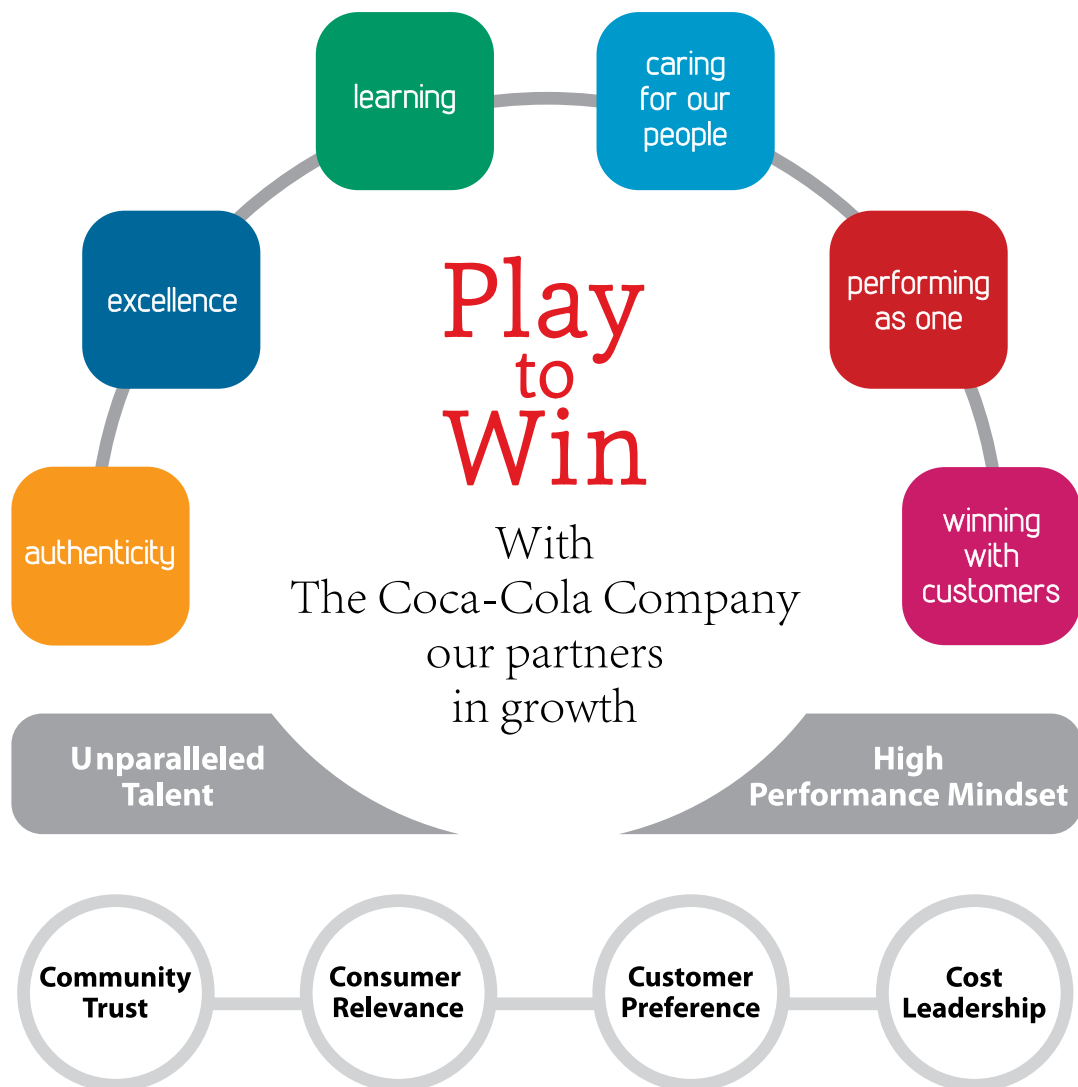 learning
caring
for our
people
excellence
performing
as one
authenticity
winning
with
customers
Play
to
Win
With
The Coca-Cola Company
our partners
in growth
Unparalleled
Talent
High
Performance Mindset
Community
Trust
Consumer
Relevance
Customer
Preference
Cost
Leadership